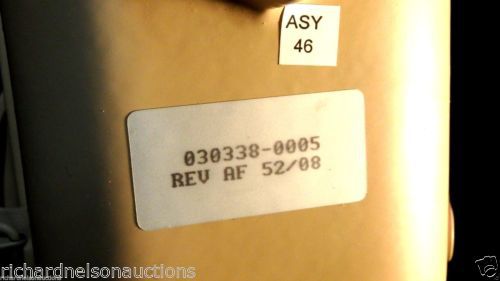 ASY
46
030338-0005
REV AF 52/08
richardnelsonauctions